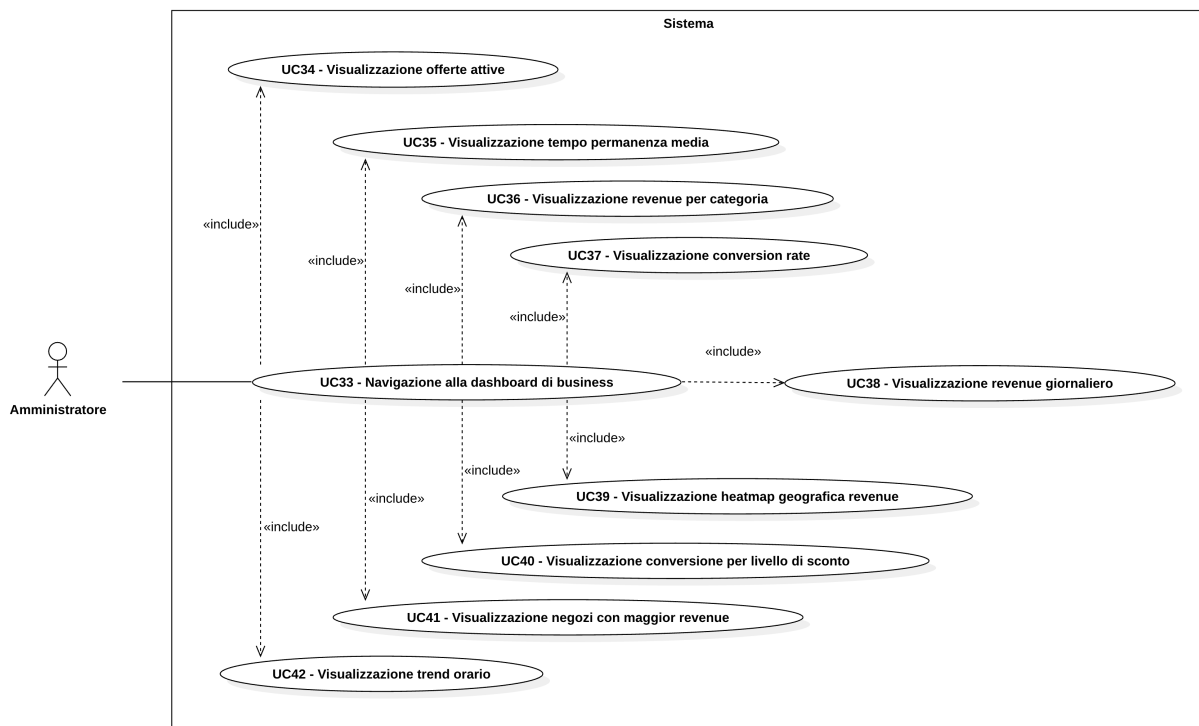 Sistema
UC34 - Visualizzazione offerte attive
UC35 - Visualizzazione tempo permanenza media
UC36 - Visualizzazione revenue per categoria
«include»
UC37 - Visualizzazione conversion rate
«include»
«include»
«include»
«include»
UC33 - Navigazione alla dashboard di business
UC38 - Visualizzazione revenue giornaliero
Amministratore
«include»
«include»
UC39 - Visualizzazione heatmap geografica revenue
«include»
«include»
UC40 - Visualizzazione conversione per livello di sconto
UC41 - Visualizzazione negozi con maggior revenue
UC42 - Visualizzazione trend orario